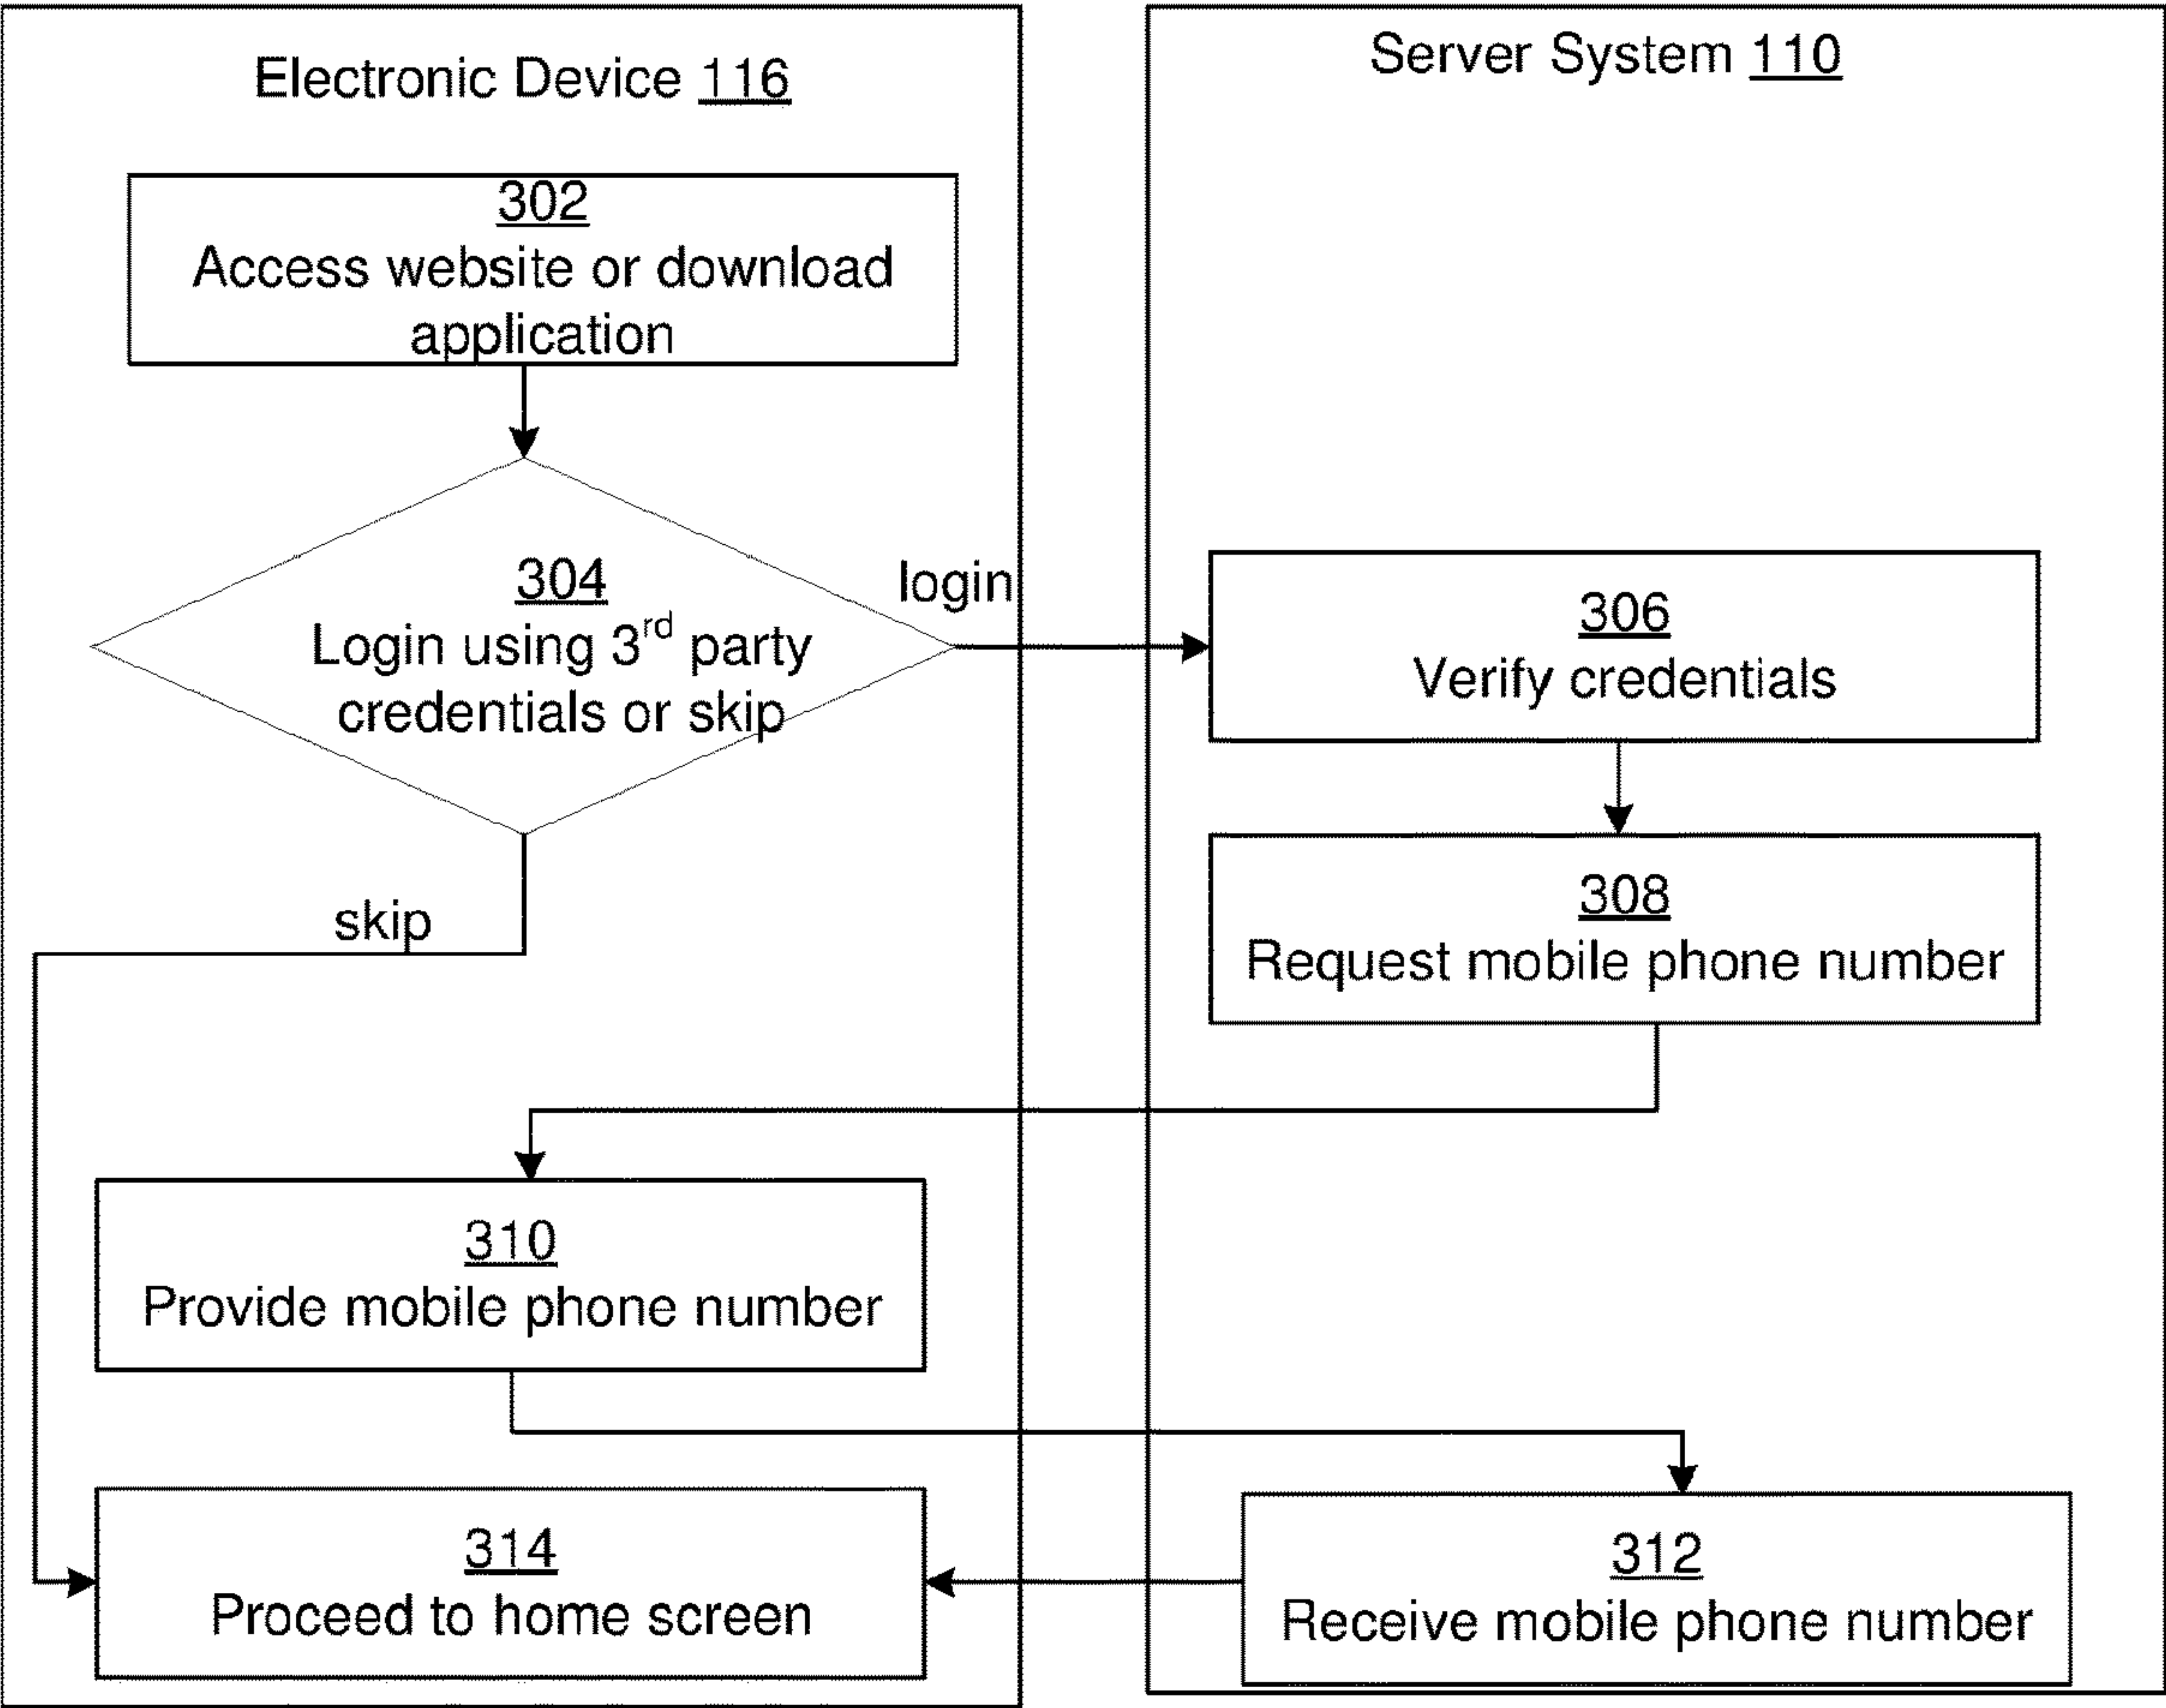 Electronic Device 116
Server System 110
302
Access website or download
application
304
Login using 3rd party
credentials or skip
login
skip
306
Verify credentials
308
Request mobile phone number
310
Provide mobile phone number
312
Receive mobile phone number
314
Proceed to home screen